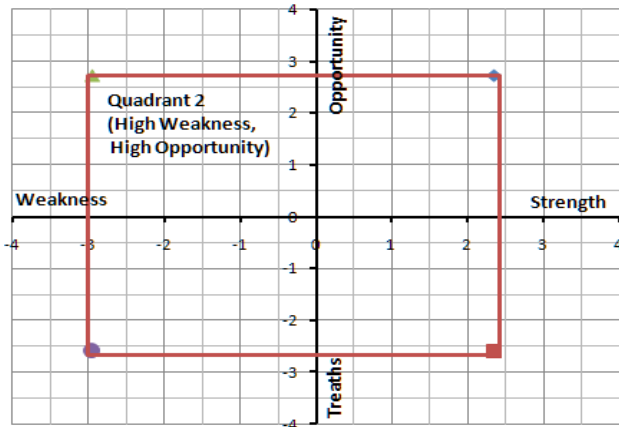 4
3
Opportunity
Quadrant 2
(High Weakness,
High Opportunity)
2
1
Weakness
0
Strength
-4
-3
-2
-1
0
1
2
3
4
-1
-2
-3
Treaths
-4